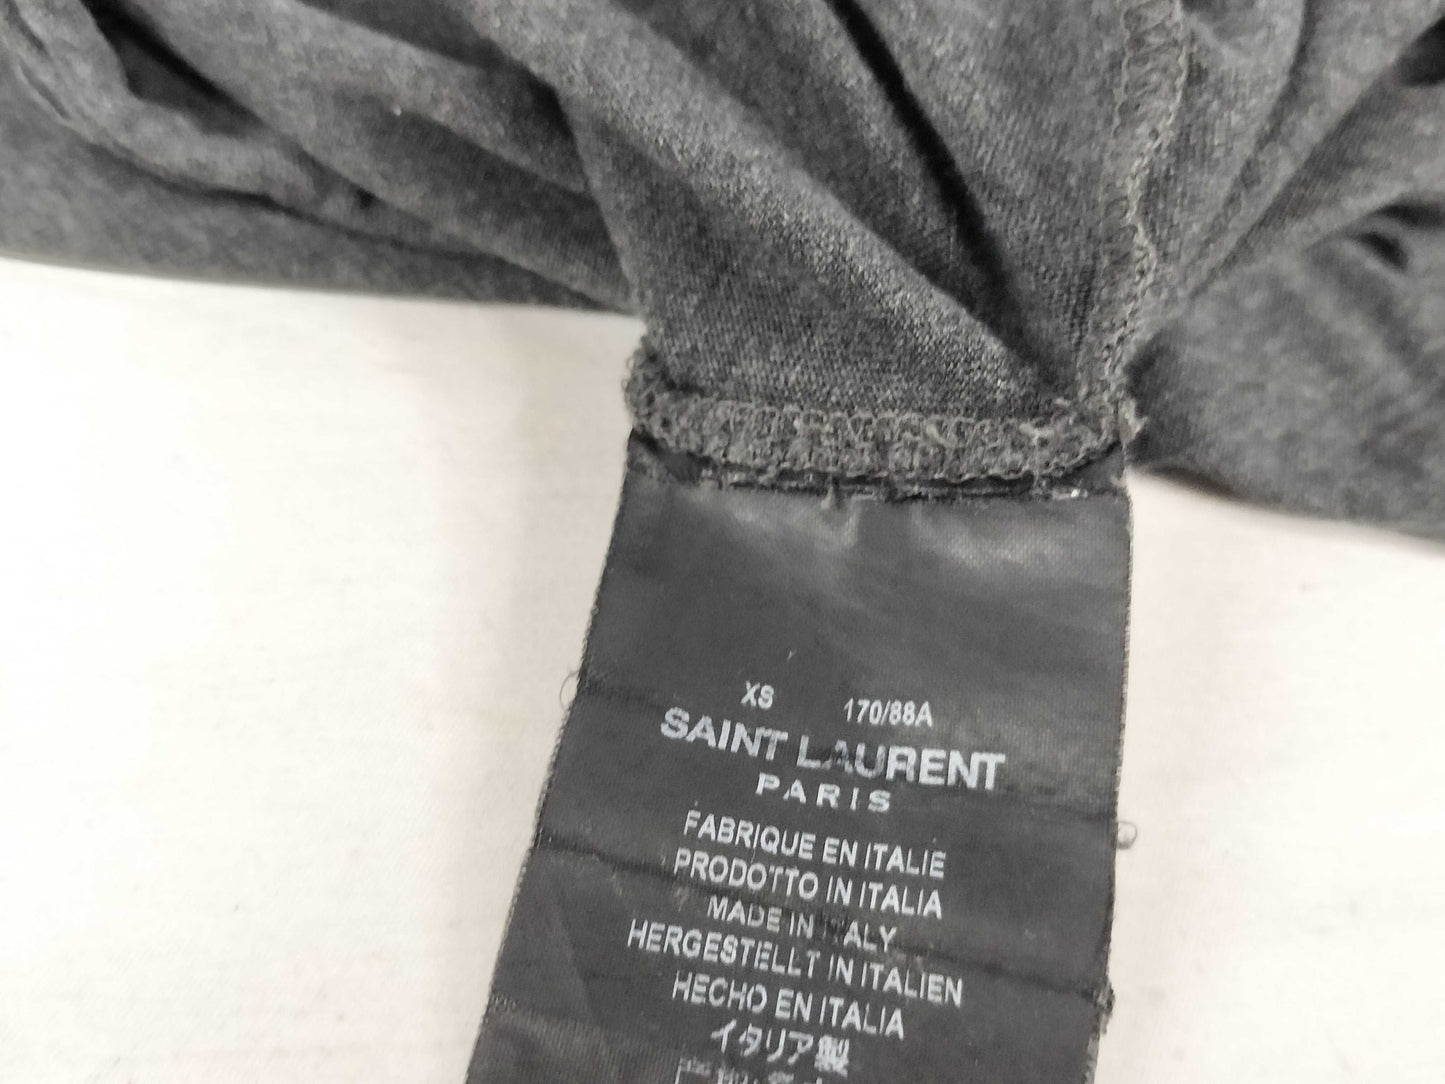 XS 170/88A
SAINT LAURENT
PARIS
FABRIQUE EN ITALIE
PRODOTTO IN ITALIA
MADE IN ITALY
HERGESTELLT IN ITALIEN
HECHO EN ITALIA
イタリア製